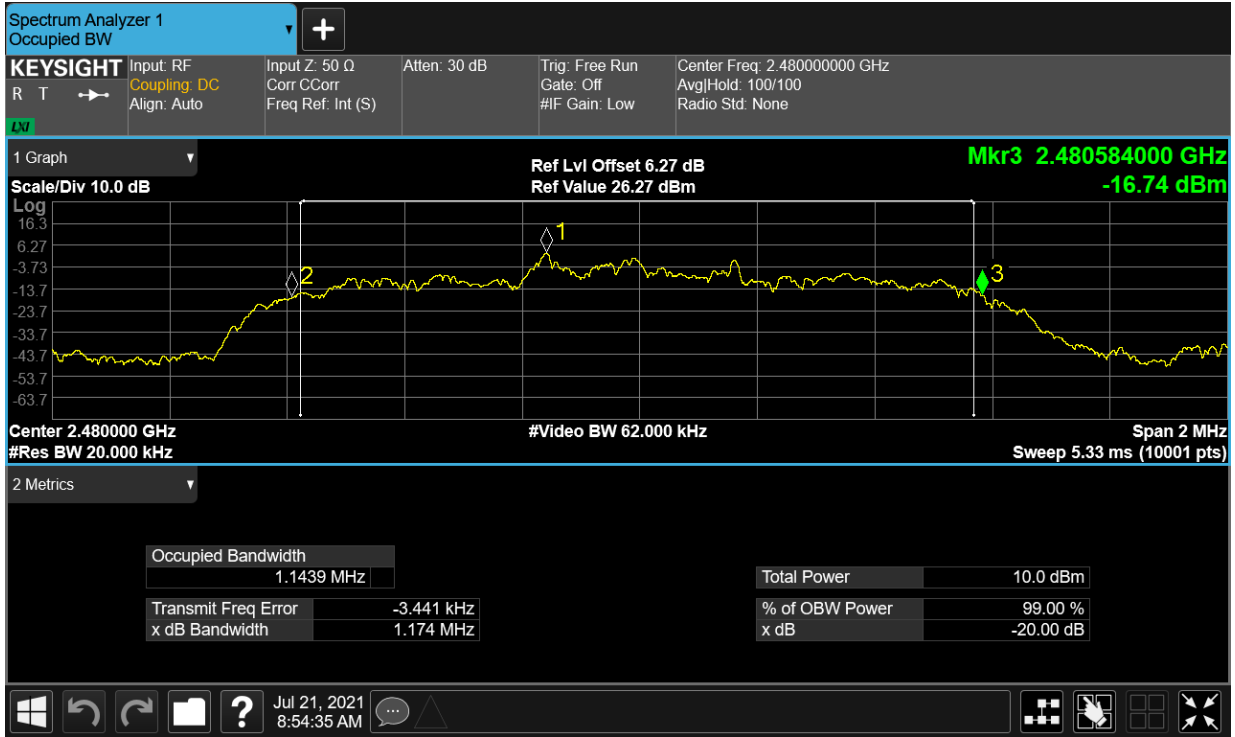 Spectrum Analyzer 1
Occupied BW
KEYSIGHT Input: RF Input Z: 50 Ω Atten: 30 dB Trig: Free Run Center Freq: 2.480000000 GHz
R T Coupling: DC Corr CCorr Gate: Off Avg|Hold: 100/100
Align: Auto Freq Ref: Int (S) #IF Gain: Low Radio Std: None
LXI
1 Graph Ref Lvl Offset 6.27 dB Mkr3 2.480584000 GHz
Scale/Div 10.0 dB Ref Value 26.27 dBm -16.74 dBm
Log
16.3
1
6.27
-3.73
2
3
-13.7
-23.7
-33.7
-43.7
-53.7
-63.7
Center 2.480000 GHz #Video BW 62.000 kHz Span 2 MHz
#Res BW 20.000 kHz Sweep 5.33 ms (10001 pts)
2 Metrics
Occupied Bandwidth
1.1439 MHz Total Power 10.0 dBm
Transmit Freq Error -3.441 kHz % of OBW Power 99.00 %
x dB Bandwidth 1.174 MHz x dB -20.00 dB
? Jul 21, 2021
8:54:35 AM